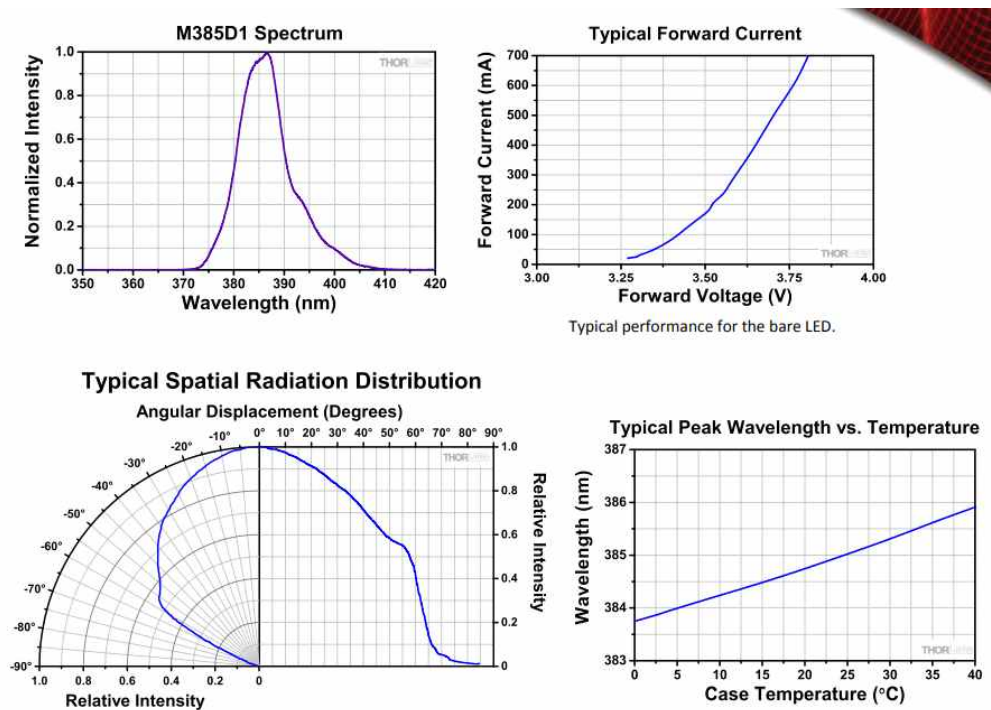 M385D1 Spectrum
Normalized Intensity
1.0
0.8
0.6
0.4
0.2
0.0
THOR
350 360 370 380 390 400 410 420
Wavelength (nm)
Typical Forward Current
Forward Current (mA)
700
600
500
400
300
200
100
0
THOR
3.00 3.25 3.50 3.75 4.00
Forward Voltage (V)
Typical performance for the bare LED.
Typical Spatial Radiation Distribution
Angular Displacement (Degrees)
-90° -80° -70° -60° -50° -40° -30° -20° -10° 0° 10° 20° 30° 40° 50° 60° 70° 80° 90°
THOR
1.0
0.8
0.6
0.4
0.2
0
Relative Intensity
1.0 0.8 0.6 0.4 0.2 0
Relative Intensity
Typical Peak Wavelength vs. Temperature
Wavelength (nm)
387
386
385
384
383
THOR
0 5 10 15 20 25 30 35 40
Case Temperature (°C)